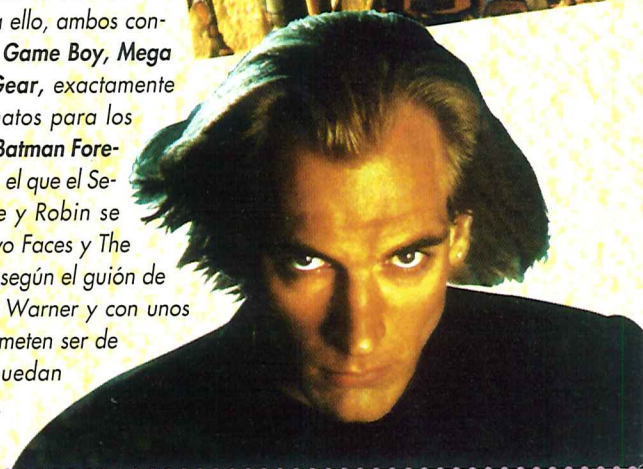 a ello, ambos con-
Game Boy, Mega
Gear, exactamente
atos para los
Batman Fore-
el que el Se-
e y Robin se
vo Faces y The
según el guión de
Warner y con unos
meten ser de
uedan